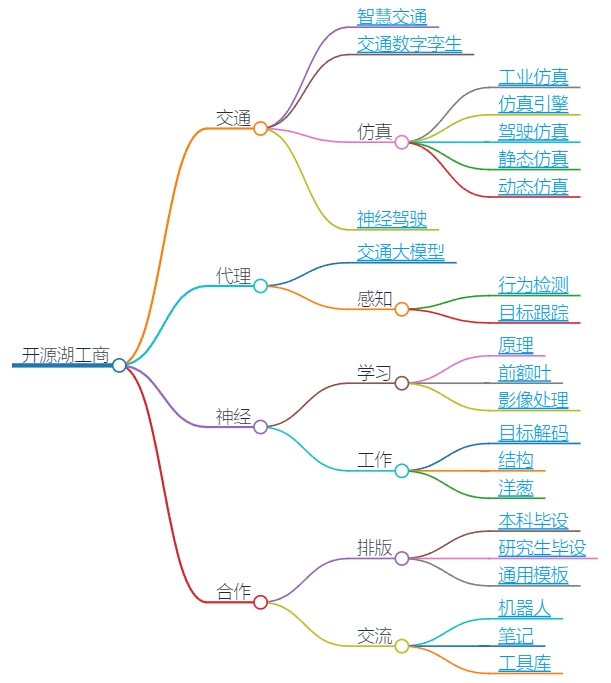 智慧交通
交通数字孪生
工业仿真
仿真引擎
交通
仿真
驾驶仿真
静态仿真
动态仿真
神经驾驶
交通大模型
代理
感知
行为检测
目标跟踪
开源湖工商
原理
学习
前额叶
影像处理
神经
目标解码
工作
结构
洋葱
本科毕设
排版
研究生毕设
通用模板
合作
机器人
交流
笔记
工具库